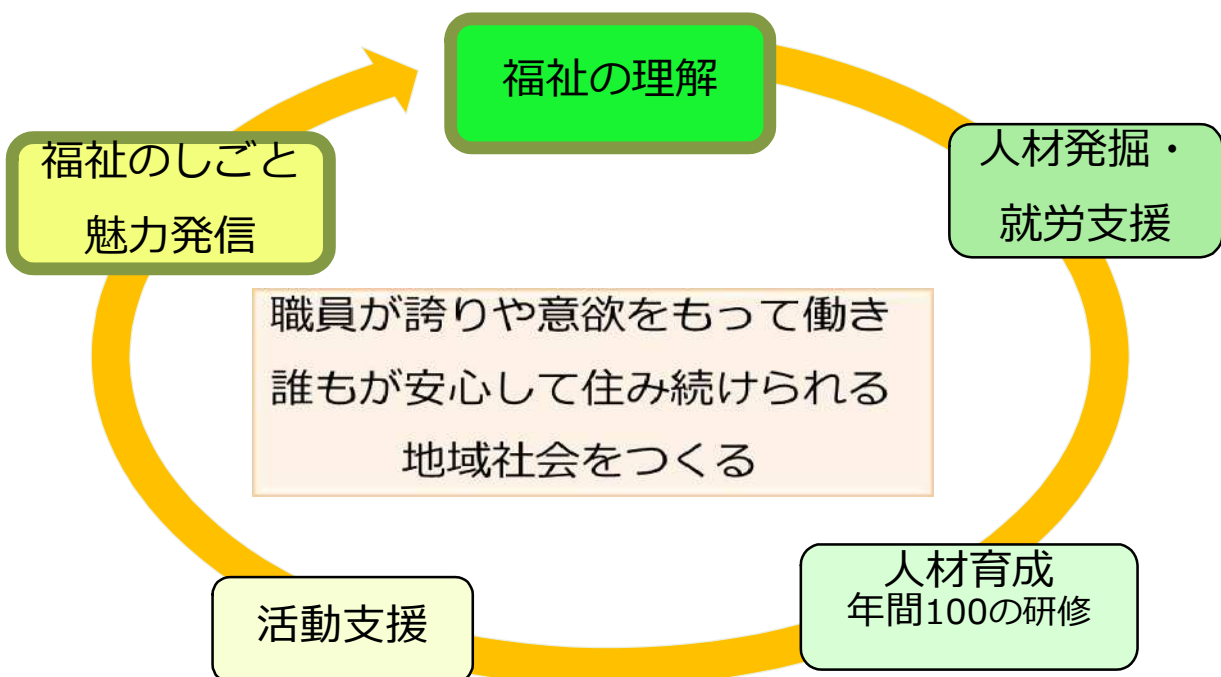 福祉の理解
人材発掘・
就労支援
人材育成
年間100の研修
活動支援
福祉のしごと
魅力発信
職員が誇りや意欲をもって働き
誰もが安心して住み続けられる
地域社会をつくる